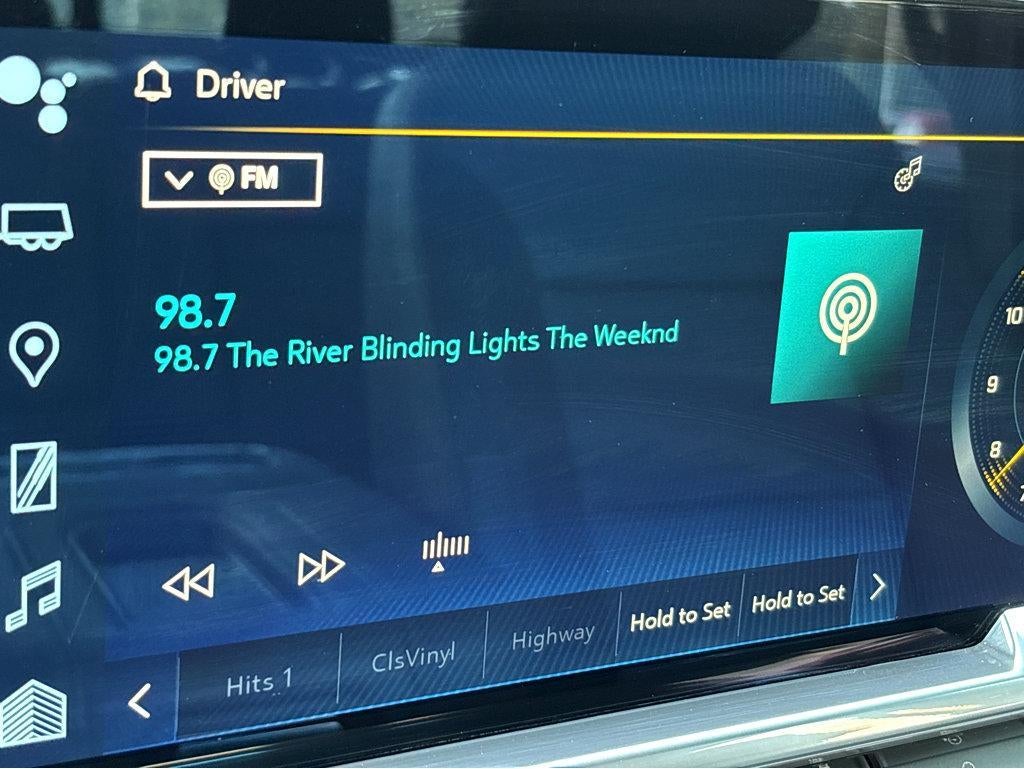 Driver
FM
98.7
98.7 The River Blinding Lights The Weeknd
10
9
8
Hits 1
ClsVinyl
Highway
Hold to Set
Hold to Set